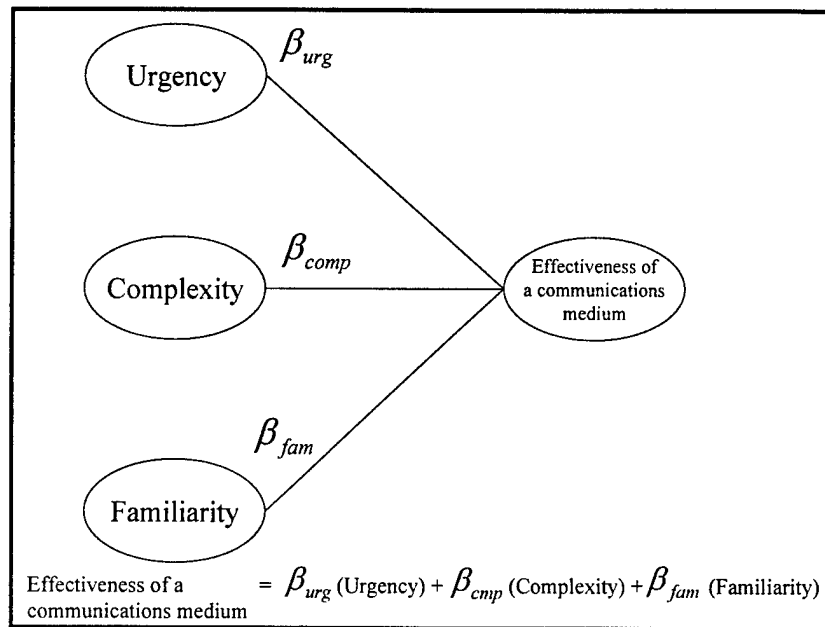 β_urg
Urgency
β_comp
Complexity
Effectiveness of
a communications
medium
β_fam
Familiarity
Effectiveness of a
communications medium = β_urg (Urgency) + β_cmp (Complexity) + β_fam (Familiarity)